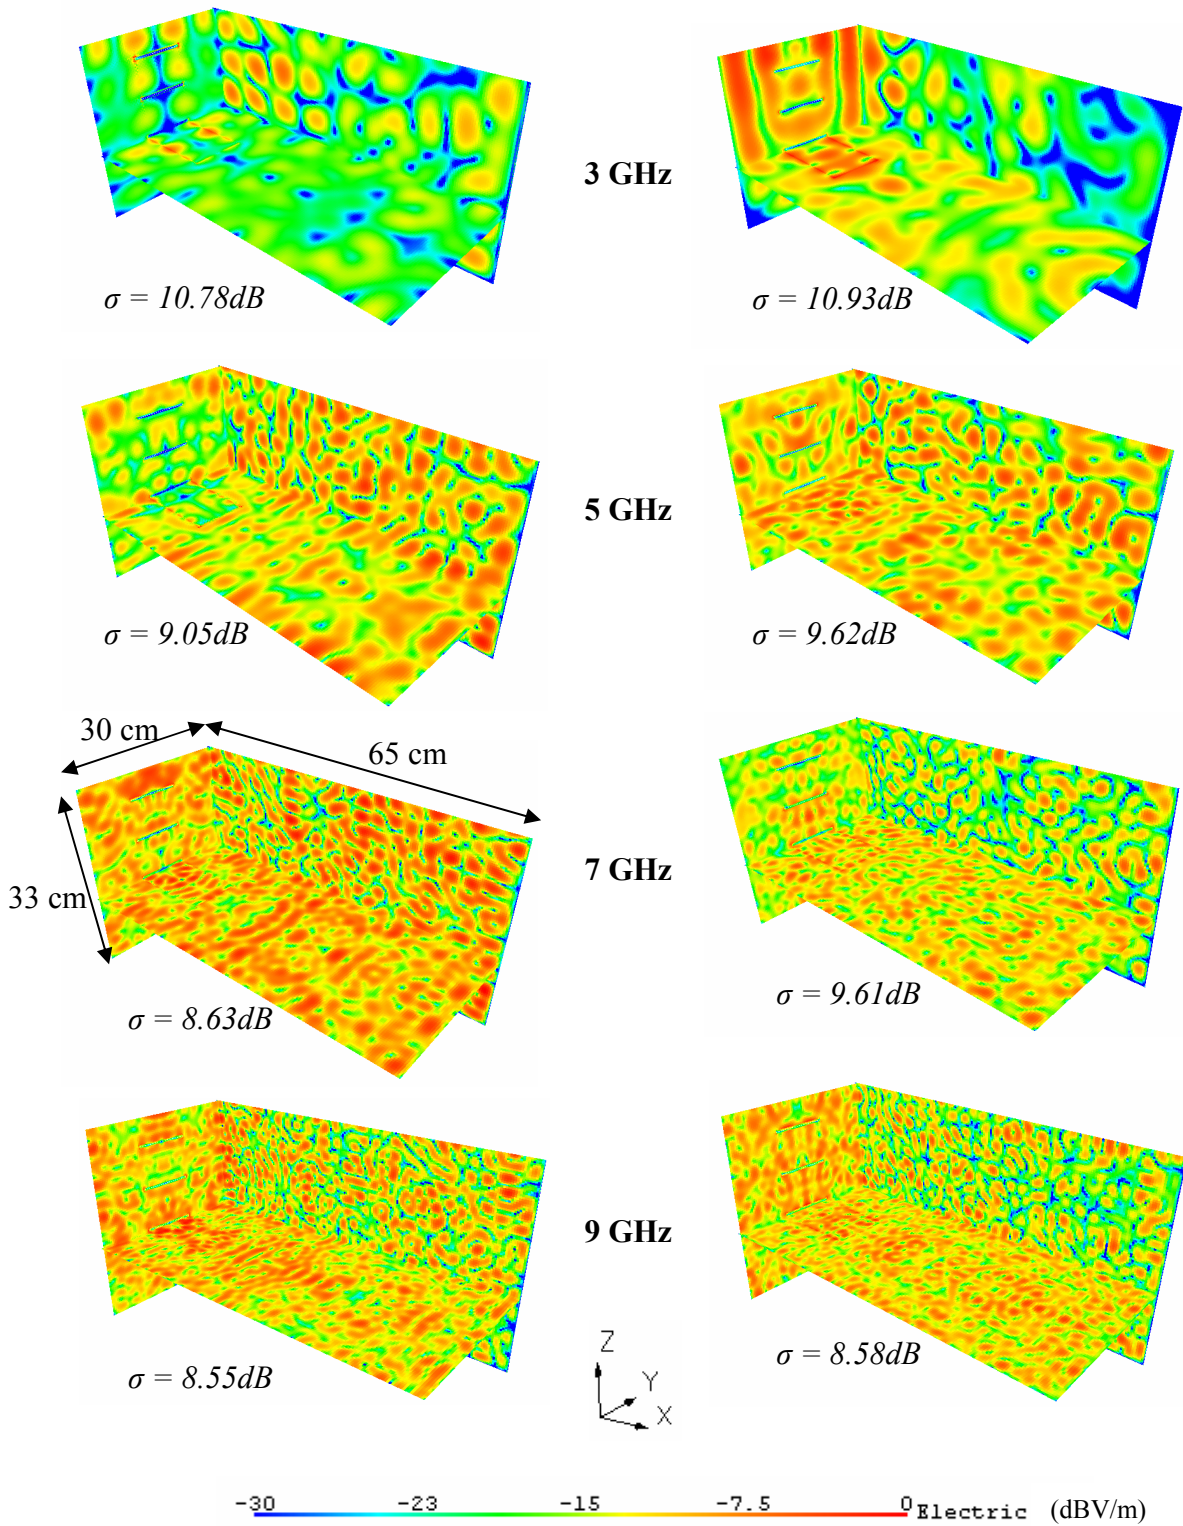 3 GHz
σ = 10.78dB
σ = 10.93dB
5 GHz
σ = 9.05dB
σ = 9.62dB
30 cm
65 cm
33 cm
7 GHz
σ = 8.63dB
σ = 9.61dB
9 GHz
σ = 8.55dB
σ = 8.58dB
Z
Y
X
-30 -23 -15 -7.5 0 Electric (dBV/m)